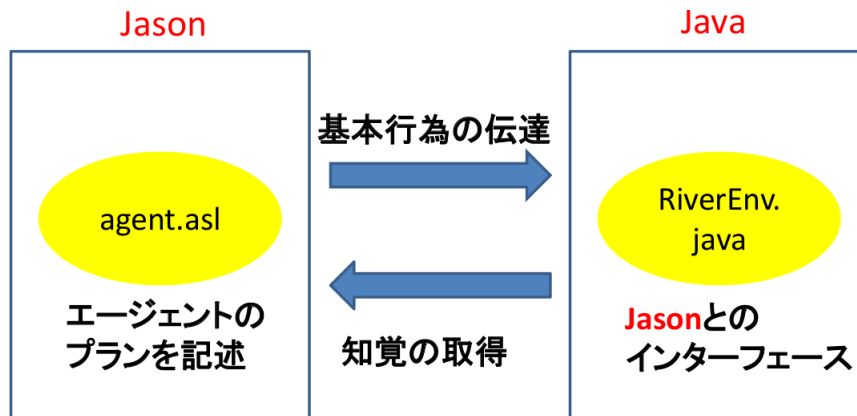 Jason
Java
基本行為の伝達
agent.asl
RiverEnv.
java
エージェントの
プランを記述
知覚の取得
Jasonとの
インターフェース